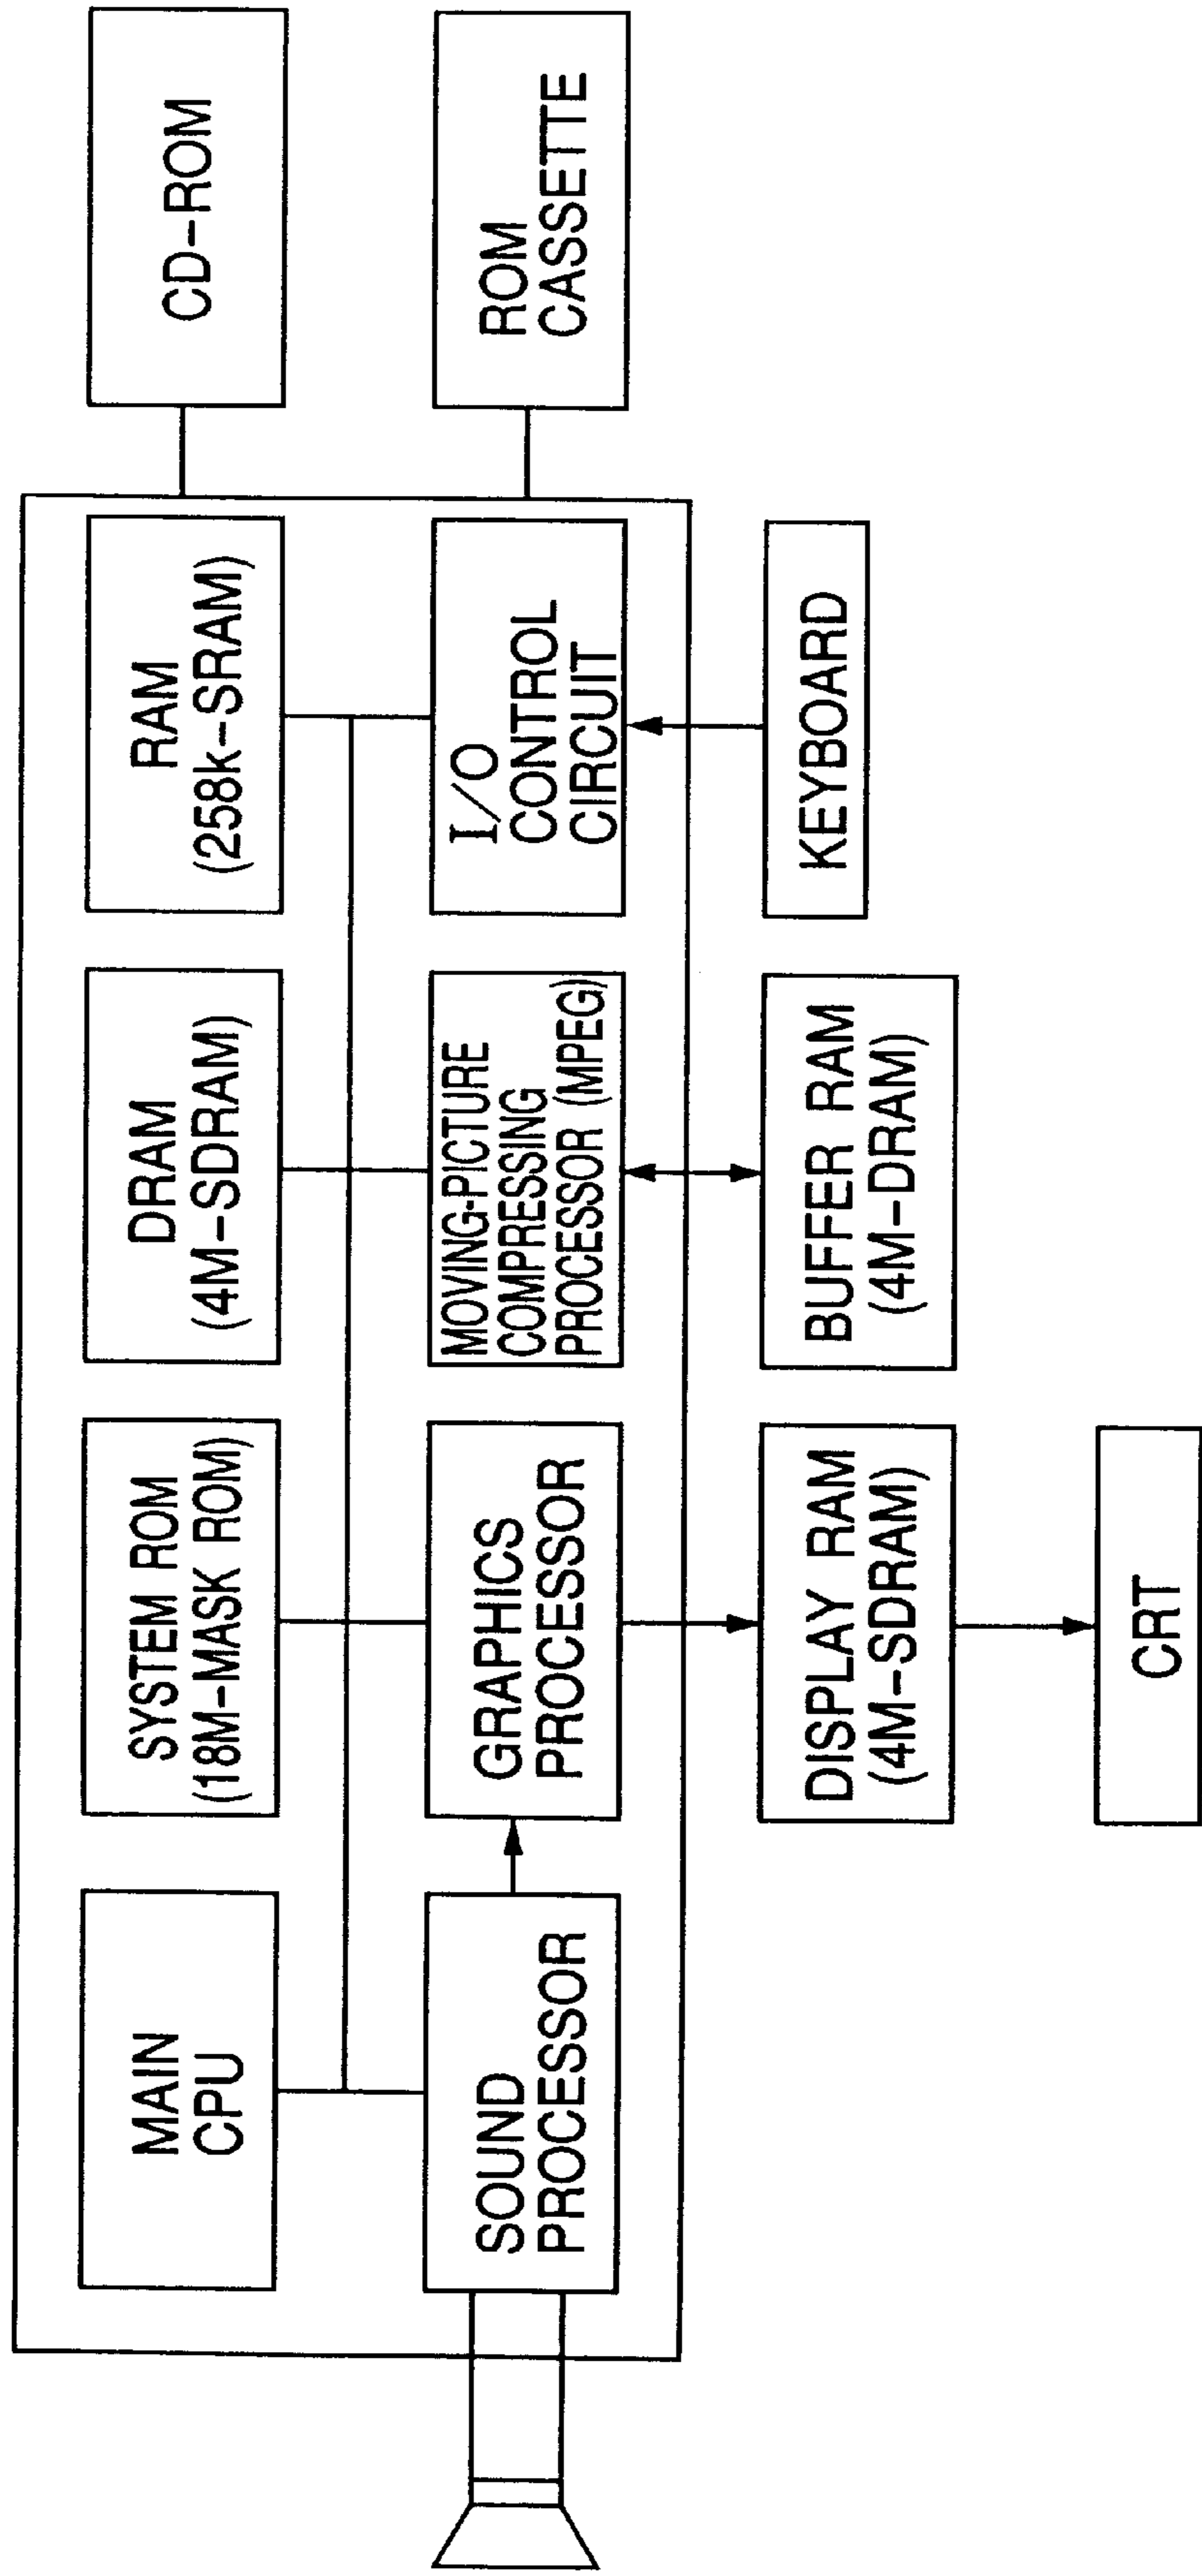 MAIN
CPU
SYSTEM ROM
(18M-MASK ROM)
DRAM
(4M-SDRAM)
RAM
(258k-SRAM)
CD-ROM
SOUND
PROCESSOR
GRAPHICS
PROCESSOR
MOVING-PICTURE
COMPRESSING
PROCESSOR (MPEG)
I/O
CONTROL
CIRCUIT
ROM
CASSETTE
DISPLAY RAM
(4M-SDRAM)
BUFFER RAM
(4M-DRAM)
KEYBOARD
CRT